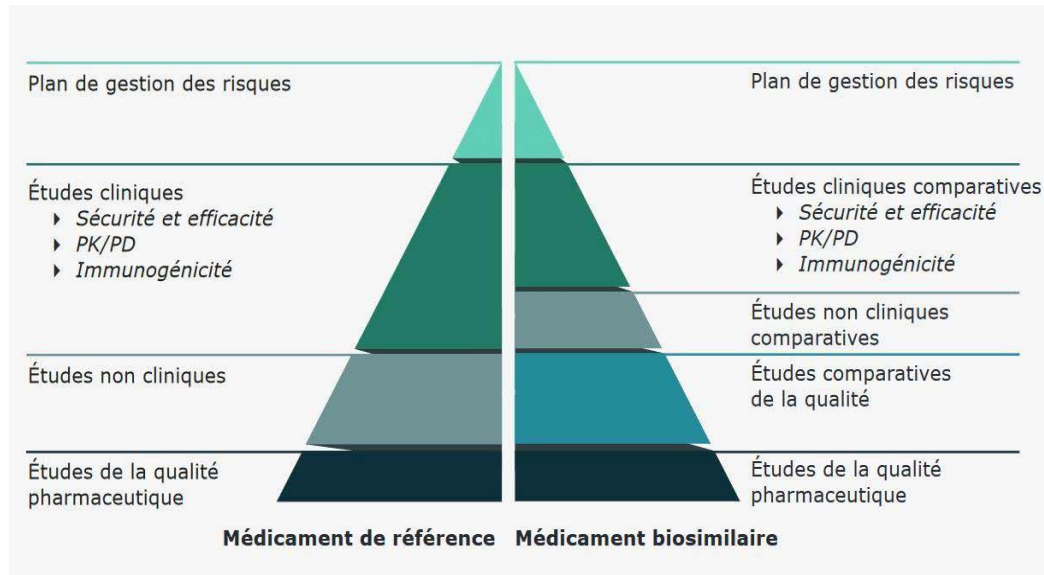 Plan de gestion des risques
Études cliniques
Sécurité et efficacité
PK/PD
Immunogénicité
Études non cliniques
Études de la qualité
pharmaceutique
Médicament de référence
Plan de gestion des risques
Études cliniques comparatives
Sécurité et efficacité
PK/PD
Immunogénicité
Études non cliniques
comparatives
Études comparatives
de la qualité
Études de la qualité
pharmaceutique
Médicament biosimilaire